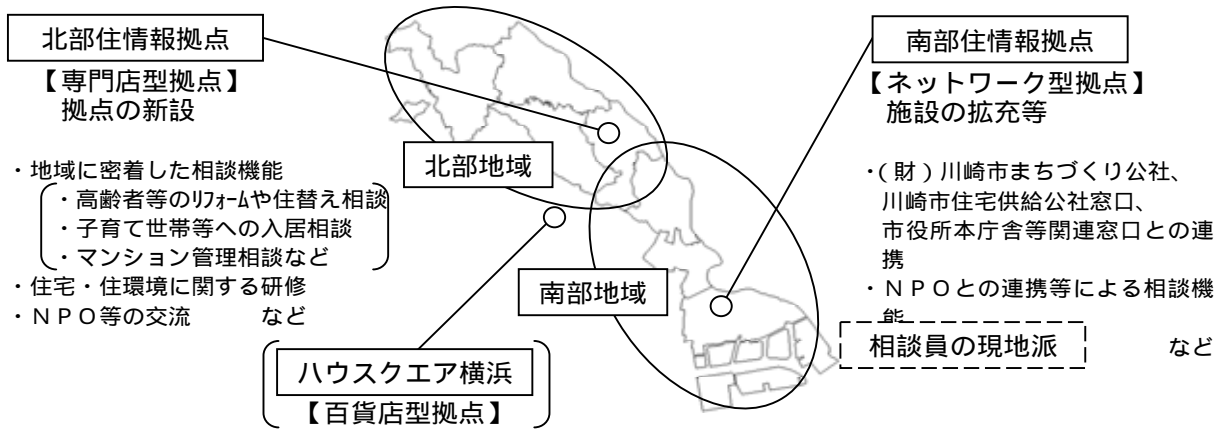 北部住情報拠点
【専門店型拠点】
拠点の新設
・地域に密着した相談機能
・高齢者等のﾘﾌｫｰﾑや住替え相談
・子育て世帯等への入居相談
・マンション管理相談など
・住宅・住環境に関する研修
・ＮＰＯ等の交流　　　など
北部地域
南部地域
ハウスクエア横浜
【百貨店型拠点】
南部住情報拠点
【ネットワーク型拠点】
施設の拡充等
・（財）川崎市まちづくり公社、
川崎市住宅供給公社窓口、
市役所本庁舎等関連窓口との連
携
・ＮＰＯとの連携等による相談機
能
相談員の現地派
など